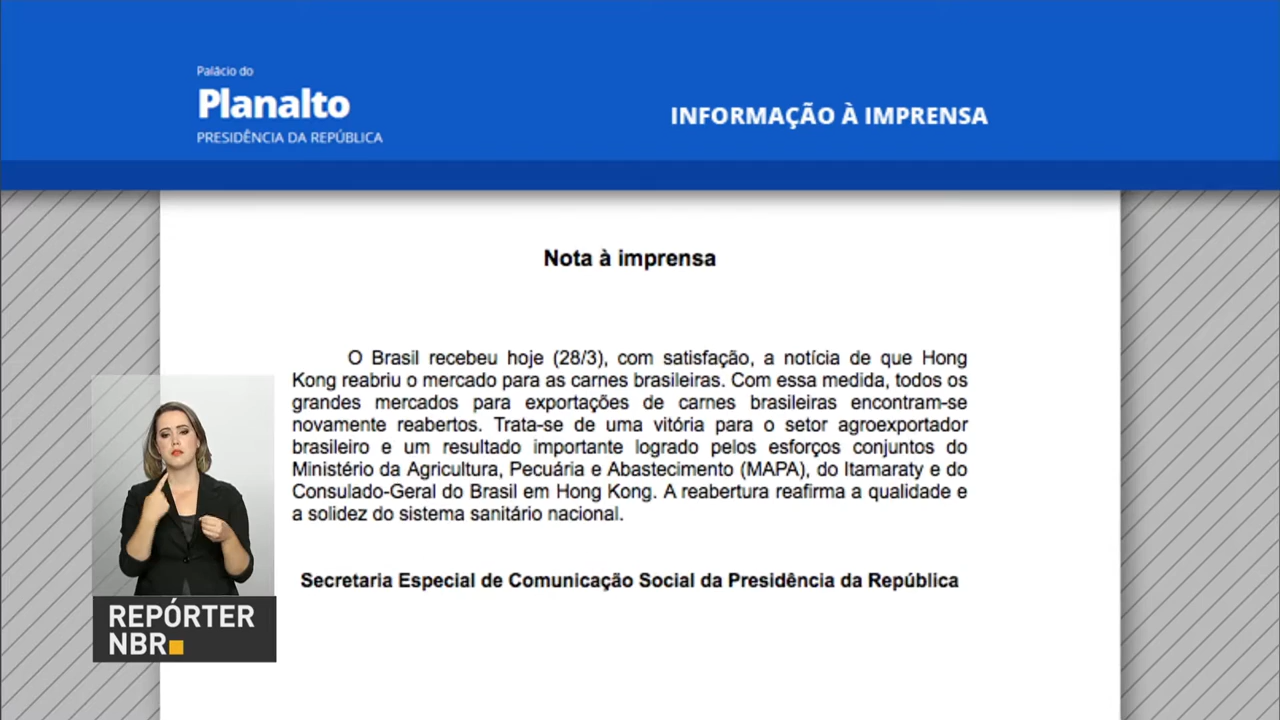 Palácio do
Planalto
PRESIDÊNCIA DA REPÚBLICA
INFORMAÇÃO À IMPRENSA
Nota à imprensa
O Brasil recebeu hoje (28/3), com satisfação, a notícia de que Hong
Kong reabriu o mercado para as carnes brasileiras. Com essa medida, todos os
grandes mercados para exportações de carnes brasileiras encontram-se
novamente reabertos. Trata-se de uma vitória para o setor agroexportador
brasileiro e um resultado importante logrado pelos esforços conjuntos do
Ministério da Agricultura, Pecuária e Abastecimento (MAPA), do Itamaraty e do
Consulado-Geral do Brasil em Hong Kong. A reabertura reafirma a qualidade e
a solidez do sistema sanitário nacional.
Secretaria Especial de Comunicação Social da Presidência da República
REPÓRTER
NBR